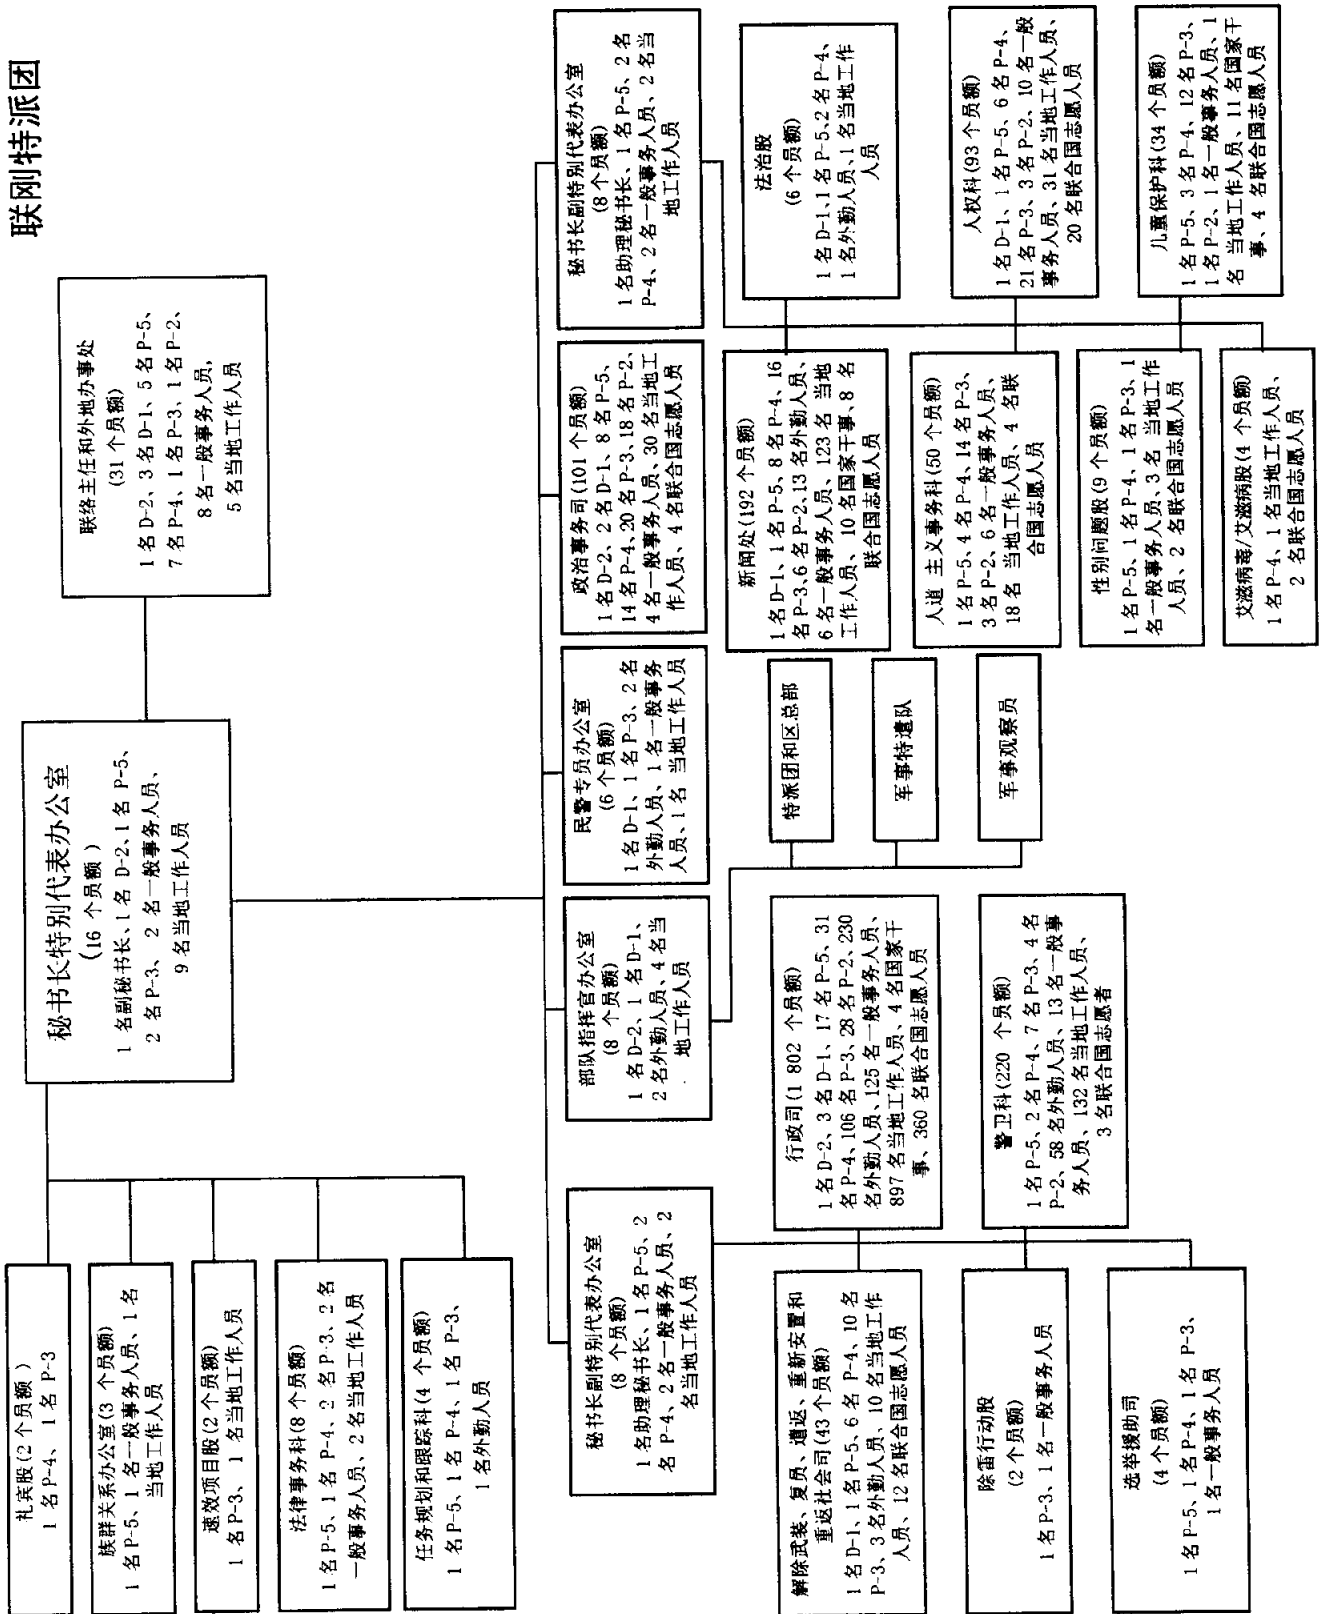 联刚特派团
秘书长特别代表办公室
(16 个员额 )
1 名副秘书长、1 名 D-2、1 名 P-5、
2 名 P-3、 2 名一般事务人员、
9 名当地工作人员
联络主任和外地办事处
(31 个员额)
1 名 D-2、3 名 D-1、5 名 P-5、
7 名 P-4、1 名 P-3、1 名 P-2、
8 名一般事务人员、
5 名当地工作人员
礼宾股(2 个员额)
1 名 P-4、1 名 P-3
族群关系办公室(3 个员额)
1 名 P-5、1 名一般事务人员、1 名
当地工作人员
速效项目股(2 个员额)
1 名 P-3、 1 名当地工作人员
法律事务科(8 个员额)
1 名 P-5、1 名 P-4、2 名 P-3、2 名
一般事务人员、2 名当地工作人员
任务规划和跟踪科(4 个员额)
1 名 P-5、1 名 P-4、1 名 P-3、
1 名外勤人员
秘书长副特别代表办公室
(8 个员额)
1 名助理秘书长、1 名 P-5、2
名 P-4、2 名一般事务人员、2
名当地工作人员
部队指挥官办公室
(8 个员额)
1 名 D-2、1 名 D-1、
2 名外勤人员、4 名当
地工作人员
民警专员办公室
(6 个员额)
1 名 D-1、1 名 P-3、2 名
外勤人员、1 名一般事务
人员、1 名 当地工作人员
政治事务司(101 个员额)
1 名 D-2、2 名 D-1、8 名 P-5、
14 名 P-4、20 名 P-3、18 名 P-2、
4 名一般事务人员、30 名当地工
作人员、4 名联合国志愿人员
秘书长副特别代表办公室
(8 个员额)
1 名助理秘书长、1 名 P-5、2 名
P-4、2 名一般事务人员、2 名当
地工作人员
解除武装、复员、遣返、重新安置和
重返社会司(43 个员额)
1 名 D-1、1 名 P-5、6 名 P-4、10 名
P-3、3 名外勤人员、10 名当地工作
人员、12 名联合国志愿人员
除雷行动股
(2 个员额)
1 名 P-3、1 名一般事务人员
选举援助司
(4 个员额)
1 名 P-5、1 名 P-4、1 名 P-3、
1 名一般事务人员
行政司(1 802 个员额)
1 名 D-2、3 名 D-1、17 名 P-5、31
名 P-4、106 名 P-3、28 名 P-2、230
名外勤人员、125 名一般事务人员、
897 名当地工作人员、4 名国家干
事、360 名联合国志愿人员
警卫科(220 个员额)
1 名 P-5、2 名 P-4、7 名 P-3、4 名
P-2、58 名外勤人员、13 名一般事
务人员、132 名当地工作人员、
3 名联合国志愿者
特派团和区总部
军事特遣队
军事观察员
新闻处(192 个员额)
1 名 D-1、1 名 P-5、8 名 P-4、16
名 P-3、6 名 P-2、13 名外勤人员、
6 名一般事务人员、123 名 当地
工作人员、10 名国家干事、8 名
联合国志愿人员
人道 主义事务科(50 个员额)
1 名 P-5、4 名 P-4、14 名 P-3、
3 名 P-2、6 名一般事务人员、
18 名 当地工作人员、4 名联
合国志愿人员
性别问题股(9 个员额)
1 名 P-5、1 名 P-4、1 名 P-3、1
名一般事务人员、3 名 当地工作
人员、2 名联合国志愿人员
艾滋病毒/艾滋病股(4 个员额)
1 名 P-4、1 名当地工作人员、
2 名联合国志愿人员
法治股
(6 个员额)
1 名 D-1、1 名 P-5、2 名 P-4、
1 名外勤人员、1 名当地工作
人员
人权科(93 个员额)
1 名 D-1、1 名 P-5、6 名 P-4、
21 名 P-3、3 名 P-2、10 名一般
事务人员、31 名当地工作人员、
20 名联合国志愿人员
儿童保护科(34 个员额)
1 名 P-5、3 名 P-4、12 名 P-3、
1 名 P-2、1 名一般事务人员、1
名 当地工作人员、11 名国家干
事、4 名联合国志愿人员